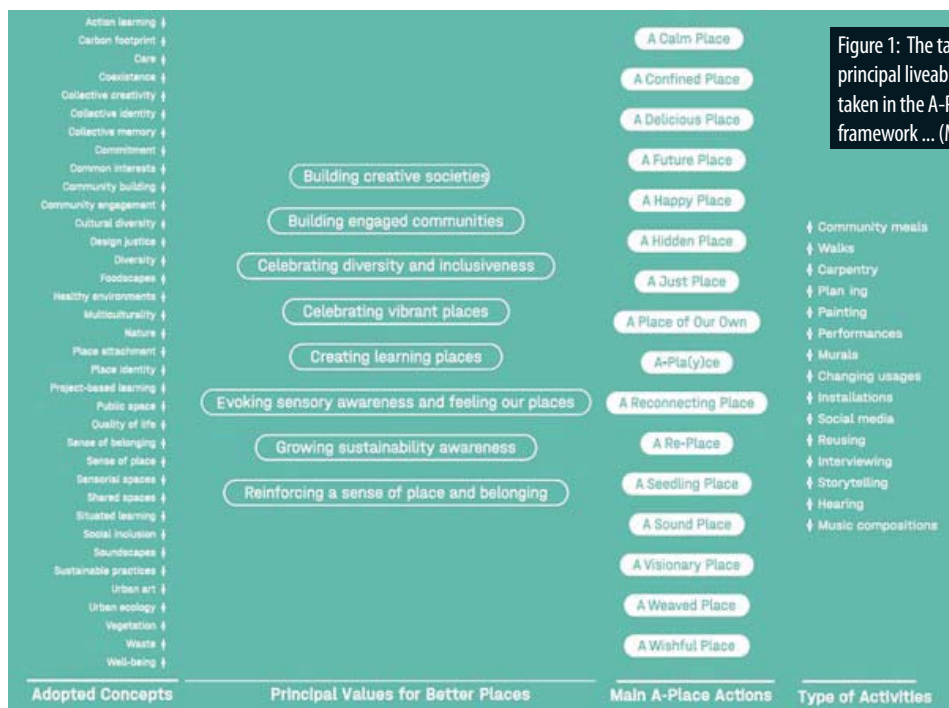 Action learning
Carbon footprint
Care
Coexistence
Collective creativity
Collective identity
Collective memory
Commitment
Common interests
Community building
Community engagement
Cultural diversity
Design justice
Diversity
Foodscapes
Healthy environments
Multiculturality
Nature
Place attachment
Place identity
Project-based learning
Public space
Quality of life
Sense of belonging
Sense of place
Sensorial spaces
Shared spaces
Situated learning
Social inclusion
Soundscapes
Sustainable practices
Urban art
Urban ecology
Vegetation
Waste
Well-being
Adopted Concepts
Building creative societies
Building engaged communities
Celebrating diversity and inclusiveness
Celebrating vibrant places
Creating learning places
Evoking sensory awareness and feeling our places
Growing sustainability awareness
Reinforcing a sense of place and belonging
Principal Values for Better Places
A Calm Place
A Confined Place
A Delicious Place
A Future Place
A Happy Place
A Hidden Place
A Just Place
A Place of Our Own
A-Pla(y)ce
A Reconnecting Place
A Re-Place
A Seedling Place
A Sound Place
A Visionary Place
A Weaved Place
A Wishful Place
Main A-Place Actions
Community meals
Walks
Carpentry
Plan ing
Painting
Performances
Murals
Changing usages
Installations
Social media
Reusing
Interviewing
Storytelling
Hearing
Music compositions
Type of Activities
Figure 1: The ta
principal liveab
taken in the A-P
framework ... (M